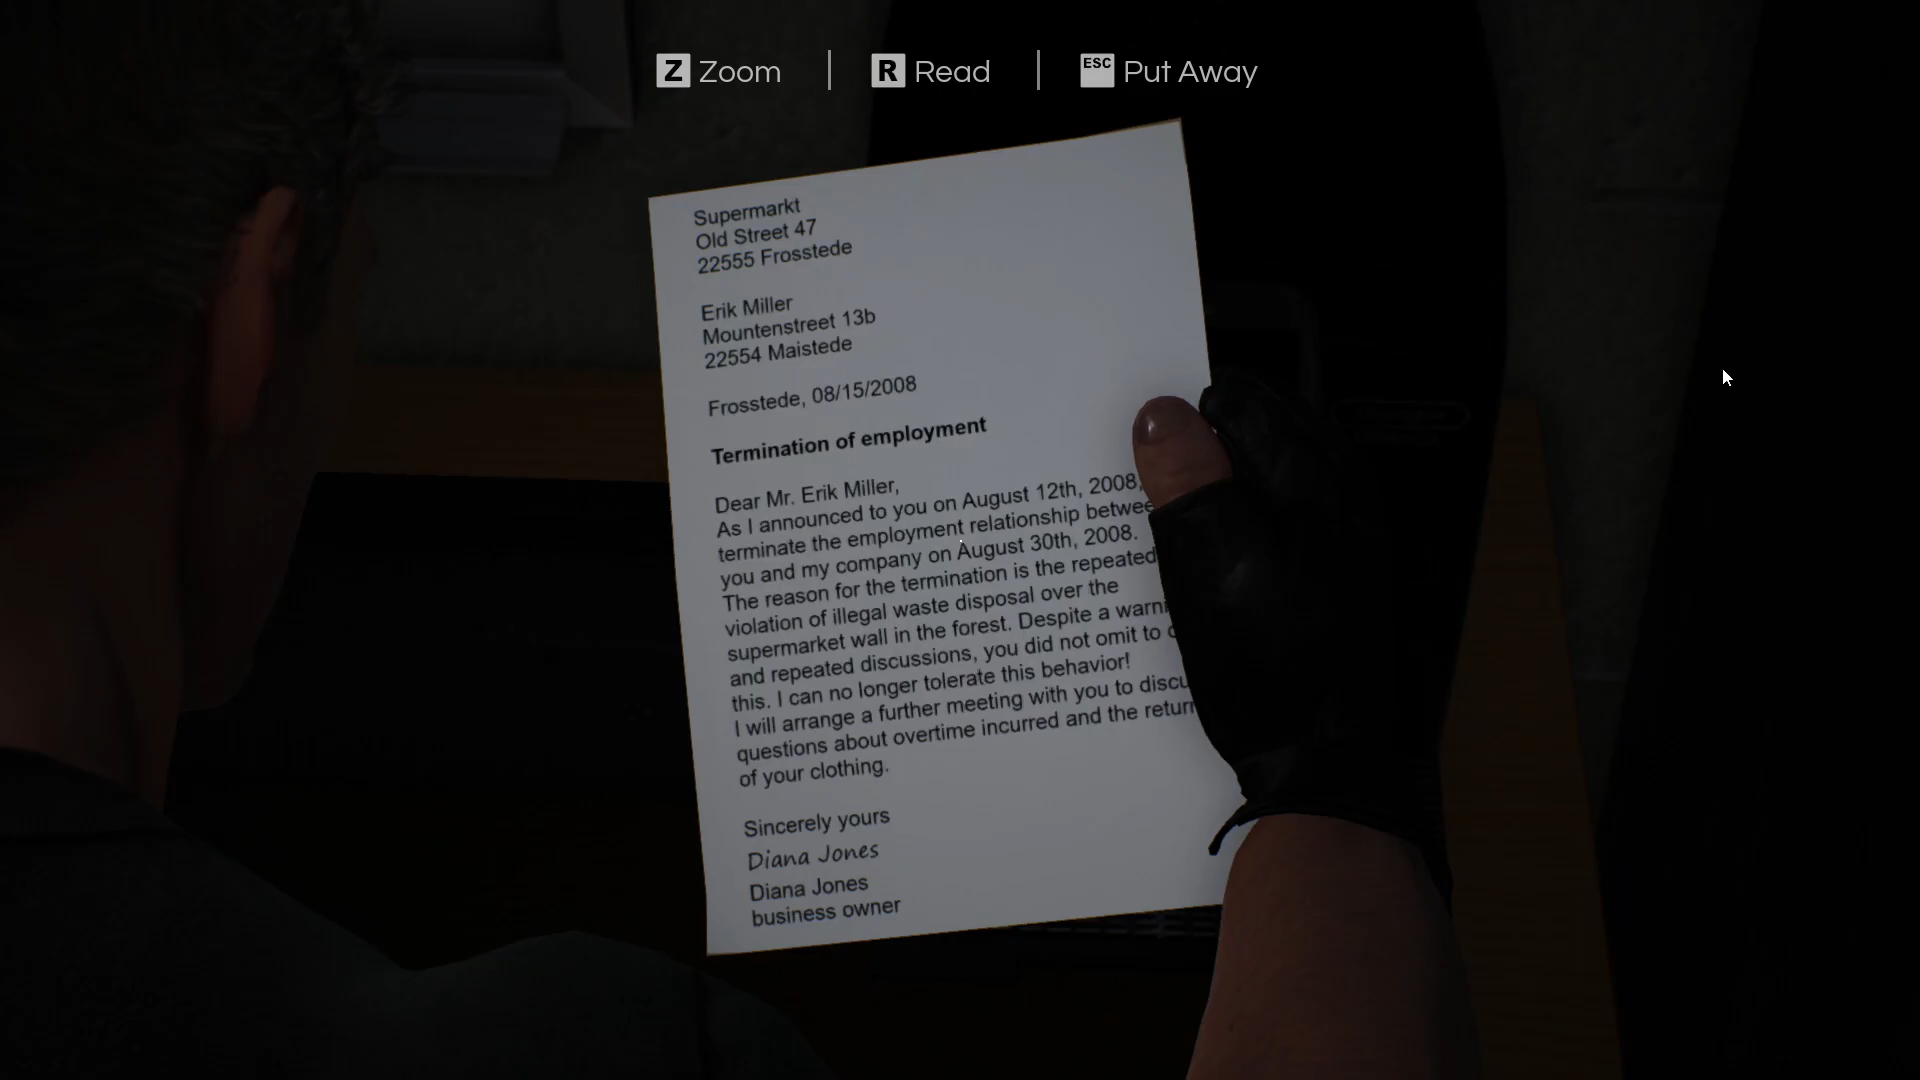 Z Zoom | R Read | ESC Put Away
Supermarkt
Old Street 47
22555 Frosstede
Erik Miller
Mountenstreet 13b
22554 Maistede
Frosstede, 08/15/2008
Termination of employment
Dear Mr. Erik Miller,
As I announced to you on August 12th, 2008,
terminate the employment relationship
you and my company on August 30th, 2008.
The reason for the termination is the repeated
violation of illegal waste disposal over the
supermarket wall in the forest. Despite a
and repeated discussions, you did not omit to
this. I can no longer tolerate this behavior!
I will arrange a further meeting with you to
questions about overtime incurred and the return
of your clothing.
Sincerely yours
Diana Jones
Diana Jones
business owner